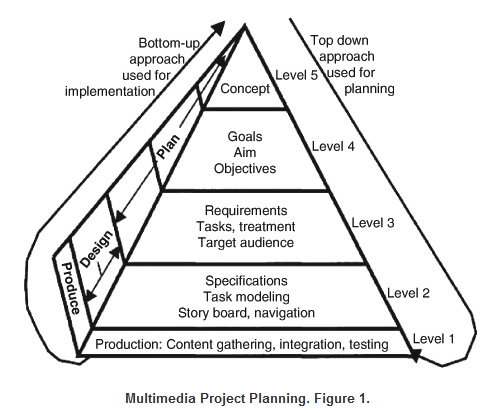 Bottom-up
approach
used for
implementation
Top down
approach
used for
planning
Concept
Level 5
Goals
Aim
Objectives
Level 4
Plan
Requirements
Tasks, treatment
Target audience
Level 3
Design
Specifications
Task modeling
Story board, navigation
Level 2
Produce
Production: Content gathering, integration, testing
Level 1
Multimedia Project Planning. Figure 1.